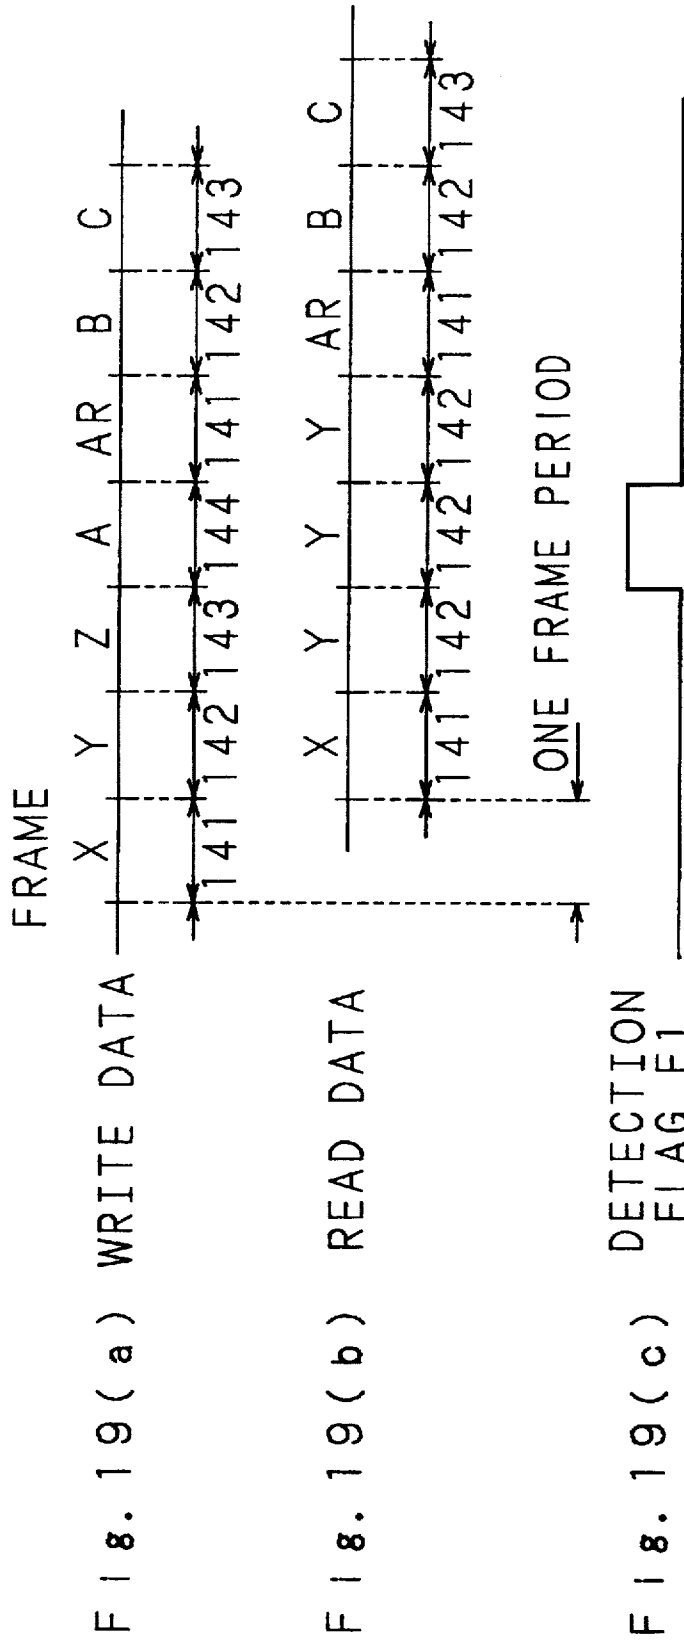 FRAME
X Y Z A AR B C
Fig. 19(a) WRITE DATA
141 142 143 144 141 142 143
X Y Y Y AR B C
Fig. 19(b) READ DATA
141 142 142 142 141 142 143
ONE FRAME PERIOD
DETECTION
Fig. 19(c)
FLAG F1